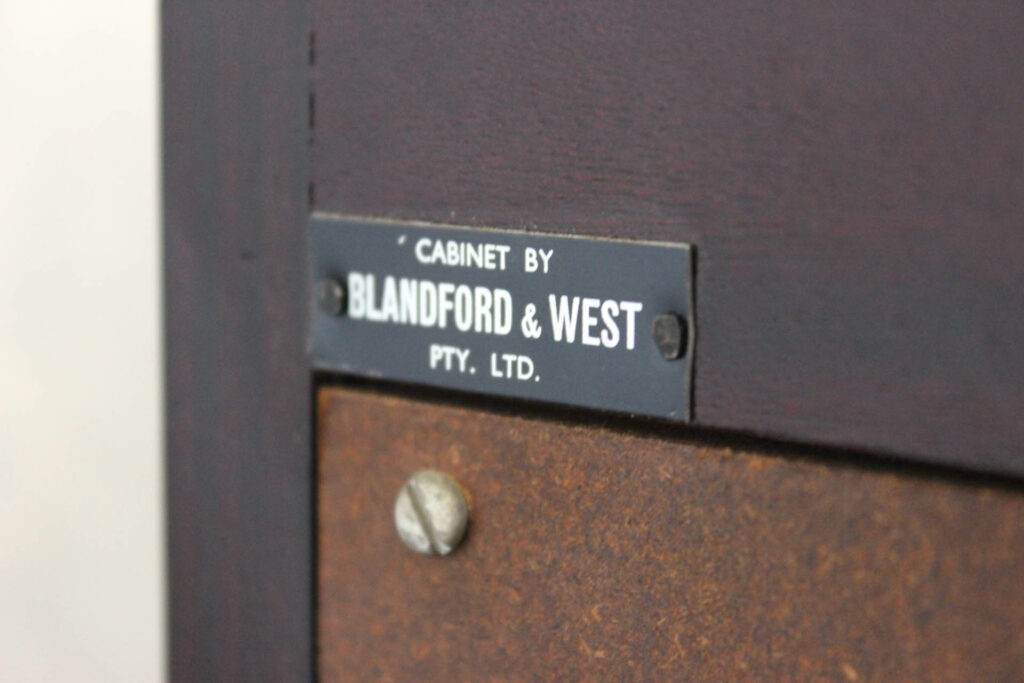 CABINET BY
BLANDFORD & WEST
PTY. LTD.